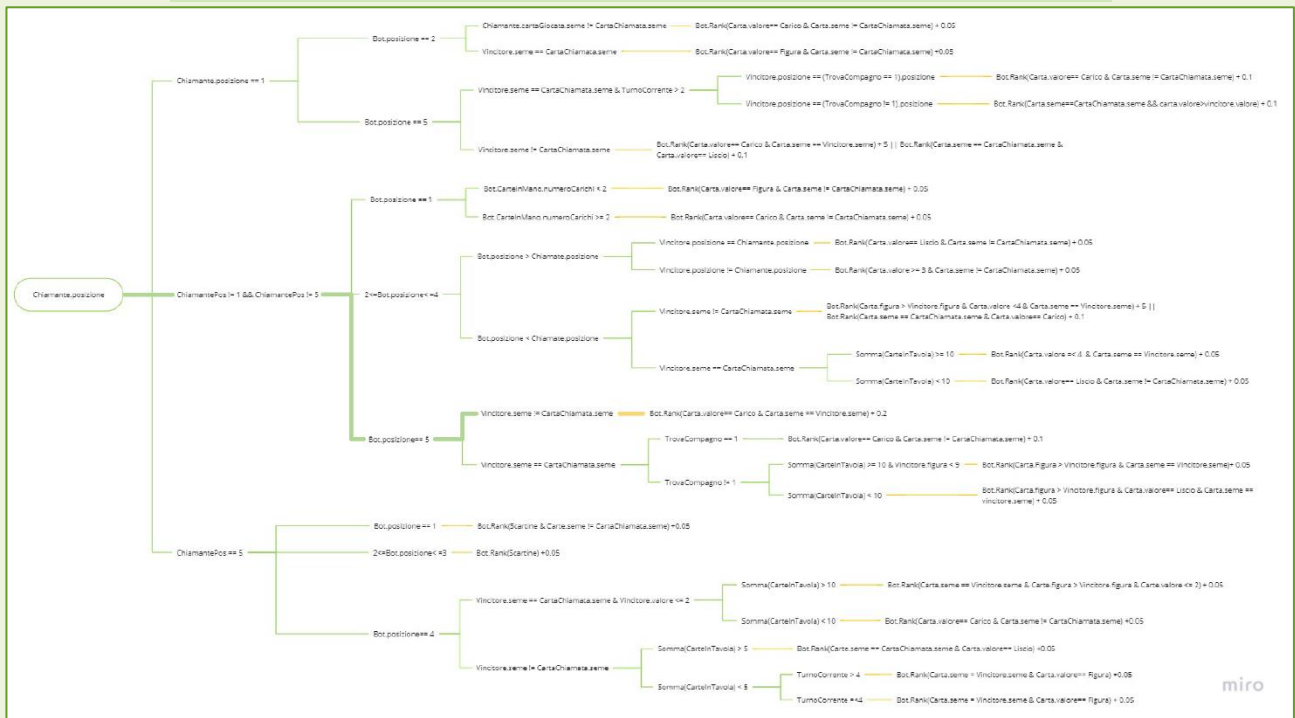 Chiamante.posizione
Chiamante.posizione == 1
Bot.posizione == 2
Chiamante.cartaGiocata.seme != CartaChiamata.seme
Bot.Rank(Carta.valore== Carico & Carta.seme != CartaChiamata.seme) + 0.05
Vincitore.seme == CartaChiamata.seme
Bot.Rank(Carta.valore== Figura & Carta.seme != CartaChiamata.seme) +0.05
Bot.posizione == 5
Vincitore.seme == CartaChiamata.seme & TurnoCorrente > 2
Vincitore.posizione == (TrovaCompagno == 1).posizione
Bot.Rank(Carta.valore== Carico & Carta.seme != CartaChiamata.seme) + 0.1
Vincitore.posizione == (TrovaCompagno != 1).posizione
Bot.Rank(Carta.seme==CartaChiamata.seme && carta.valore>vincitore.valore) + 0.1
Vincitore.seme != CartaChiamata.seme
Bot.Rank(Carta.valore== Carico & Carta.seme == Vincitore.seme) + 5 || Bot.Rank(Carta.seme == CartaChiamata.seme &
Carta.valore== Liscio) + 0.1
ChiamantePos != 1 && ChiamantePos != 5
Bot.posizione == 1
Bot.CarteInMano.numeroCarichi < 2
Bot.Rank(Carta.valore== Figura & Carta.seme != CartaChiamata.seme) + 0.05
Bot.CarteInMano.numeroCarichi >= 2
Bot.Rank(Carta.valore== Carico & Carta.seme != CartaChiamata.seme) + 0.05
2<=Bot.posizione< =4
Bot.posizione > Chiamate.posizione
Vincitore.posizione == Chiamante.posizione
Bot.Rank(Carta.valore== Liscio & Carta.seme != CartaChiamata.seme) + 0.05
Vincitore.posizione != Chiamante.posizione
Bot.Rank(Carta.valore >= 3 & Carta.seme != CartaChiamata.seme) + 0.05
Bot.posizione < Chiamate.posizione
Vincitore.seme != CartaChiamata.seme
Bot.Rank(Carta.figura > Vincitore.figura & Carta.valore <4 & Carta.seme == Vincitore.seme) + 5 ||
Bot.Rank(Carta.seme == CartaChiamata.seme & Carta.valore== Carico) + 0.1
Vincitore.seme == CartaChiamata.seme
Somma(CarteInTavola) >= 10
Bot.Rank(Carta.valore =< 4 & Carta.seme == Vincitore.seme) + 0.05
Somma(CarteInTavola) < 10
Bot.Rank(Carta.valore== Liscio & Carta.seme != CartaChiamata.seme) + 0.05
Bot.posizione== 5
Vincitore.seme != CartaChiamata.seme
Bot.Rank(Carta.valore== Carico & Carta.seme == Vincitore.seme) + 0.2
Vincitore.seme == CartaChiamata.seme
TrovaCompagno == 1
Bot.Rank(Carta.valore== Carico & Carta.seme != CartaChiamata.seme) + 0.1
TrovaCompagno != 1
Somma(CarteInTavola) >= 10 & Vincitore.figura < 9
Bot.Rank(Carta.Figura > Vincitore.figura & Carta.seme == Vincitore.seme)+ 0.05
Somma(CarteInTavola) < 10
Bot.Rank(Carta.figura > Vincitore.figura & Carta.valore== Liscio & Carta.seme ==
vincitore.seme) + 0.05
ChiamantePos == 5
Bot.posizione == 1
Bot.Rank(Scartine & Carte.seme != CartaChiamata.seme) +0.05
2<=Bot.posizione< =3
Bot.Rank(Scartine) +0.05
Bot.posizione== 4
Vincitore.seme == CartaChiamata.seme & Vincitore.valore <= 2
Somma(CarteInTavola) > 10
Bot.Rank(Carta.seme == Vincitore.seme & Carte.figura > Vincitore.figura & Carta.valore <= 2) + 0.05
Somma(CarteInTavola) < 10
Bot.Rank(Carta.valore== Carico & Carta.seme != CartaChiamata.seme) +0.05
Vincitore.seme != CartaChiamata.seme
Somma(CarteInTavola) > 5
Bot.Rank(Carte.seme == CartaChiamata.seme & Carta.valore== Liscio) +0.05
Somma(CarteInTavola) < 5
TurnoCorrente > 4
Bot.Rank(Carta.seme = Vincitore.seme & Carta.valore== Figura) +0.05
TurnoCorrente =<4
Bot.Rank(Carta.seme = Vincitore.seme & Carta.valore== Figura) + 0.05
miro